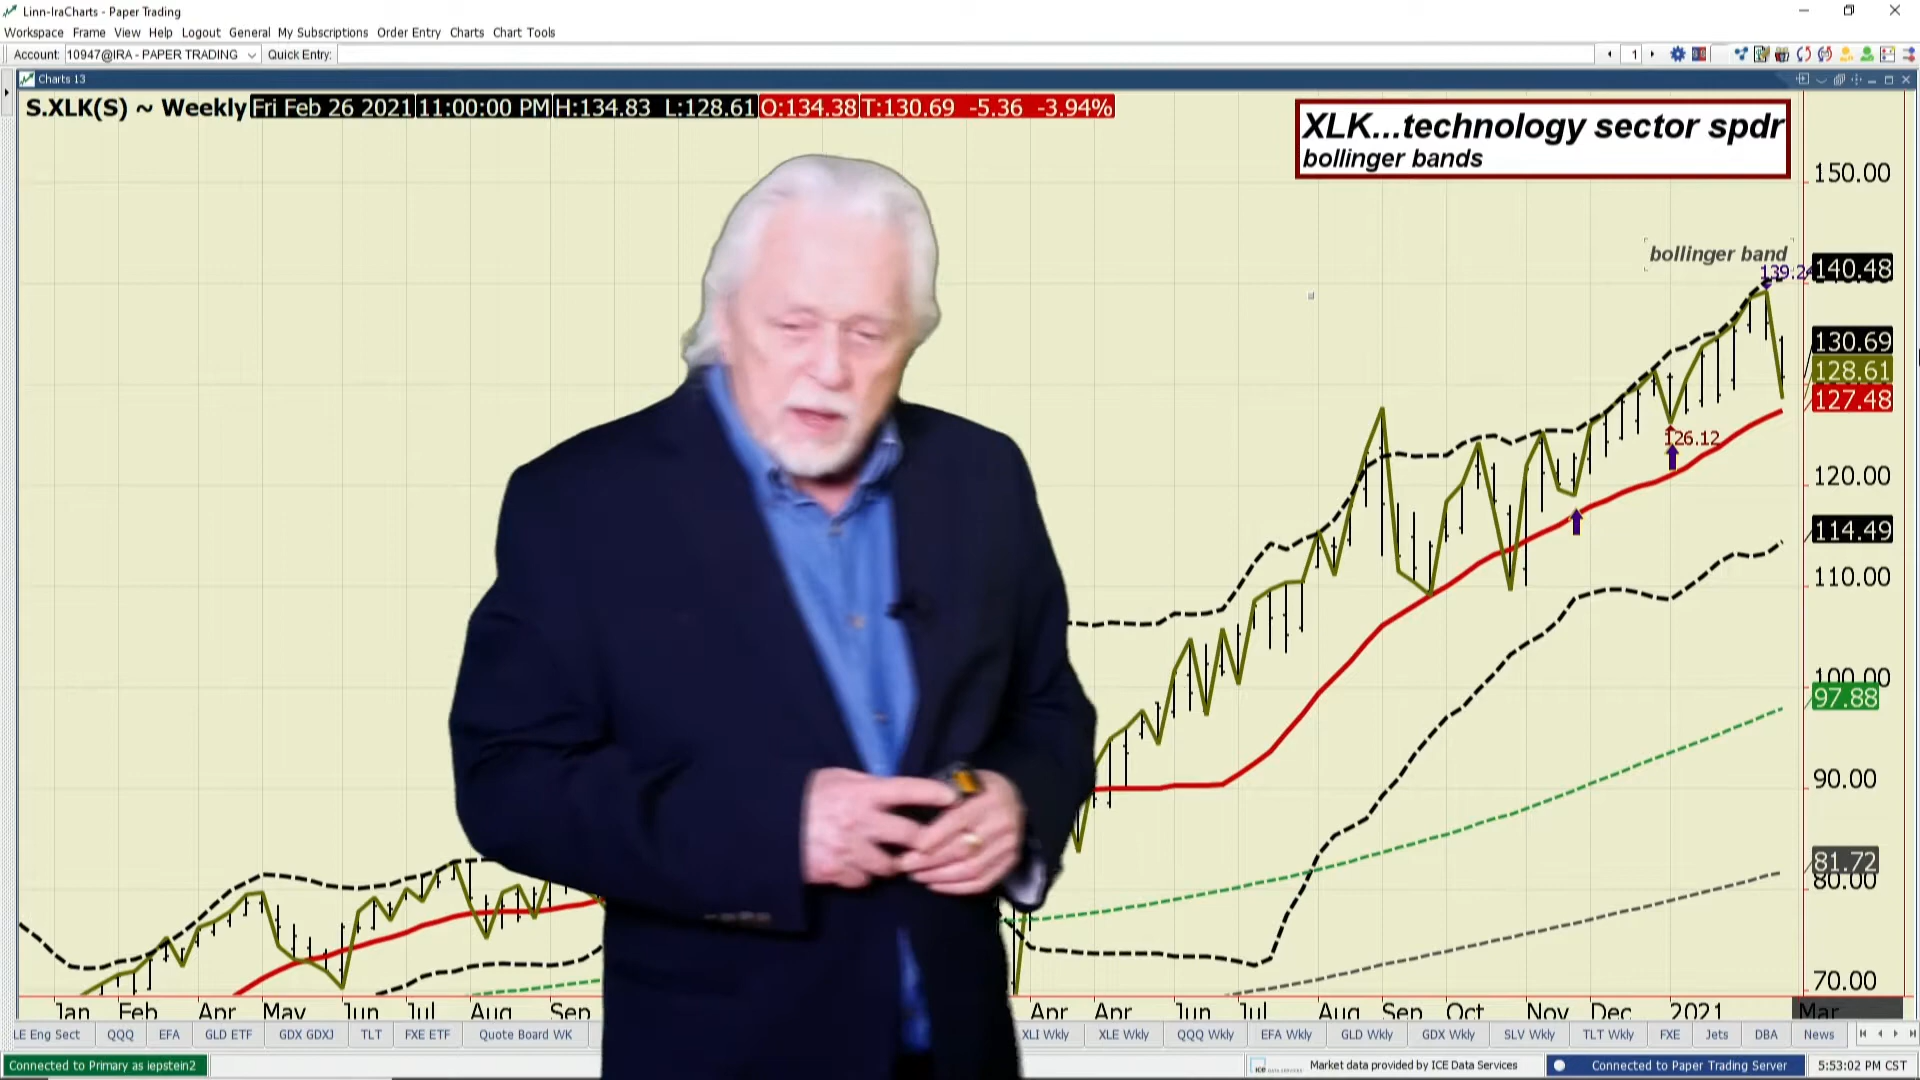 Linn-IraCharts - Paper Trading
Workspace Frame View Help Logout General My Subscriptions Order Entry Charts Chart Tools
Account: 10947@IRA - PAPER TRADING Quick Entry: 1
Charts 13
S.XLK(S) ~ Weekly Fri Feb 26 2021 11:00:00 PM H:134.83 L:128.61 O:134.38 T:130.69 -5.36 -3.94%
XLK...technology sector spdr
bollinger bands
150.00
bollinger band
140.48
130.69
128.61
127.48
126.12
120.00
114.49
110.00
100.00
97.88
90.00
81.72
80.00
70.00
Jan Feb Apr May Jun Jul Aug Sep Apr Apr Jun Jul Aug Sep Oct Nov Dec 2021 Mar
LE Eng Sect QQQ EFA GLD ETF GDX GDXJ TLT FXE ETF Quote Board WK XLI Wkly XLE Wkly QQQ Wkly EFA Wkly GLD Wkly GDX Wkly SLV Wkly TLT Wkly FXE Jets DBA News
Connected to Primary as iepstein2 ICE Market data provided by ICE Data Services Connected to Paper Trading Server 5:53:02 PM CST